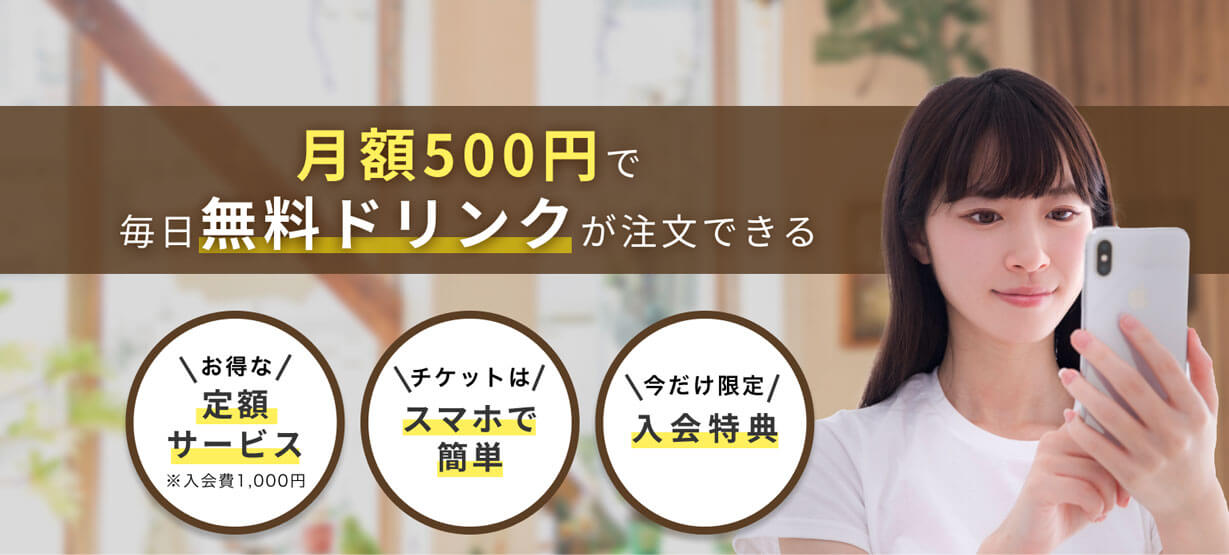 月額500円で
毎日無料ドリンクが注文できる
お得な
定額
サービス
※入会費1,000円
チケットは
スマホで
簡単
今だけ限定
入会特典